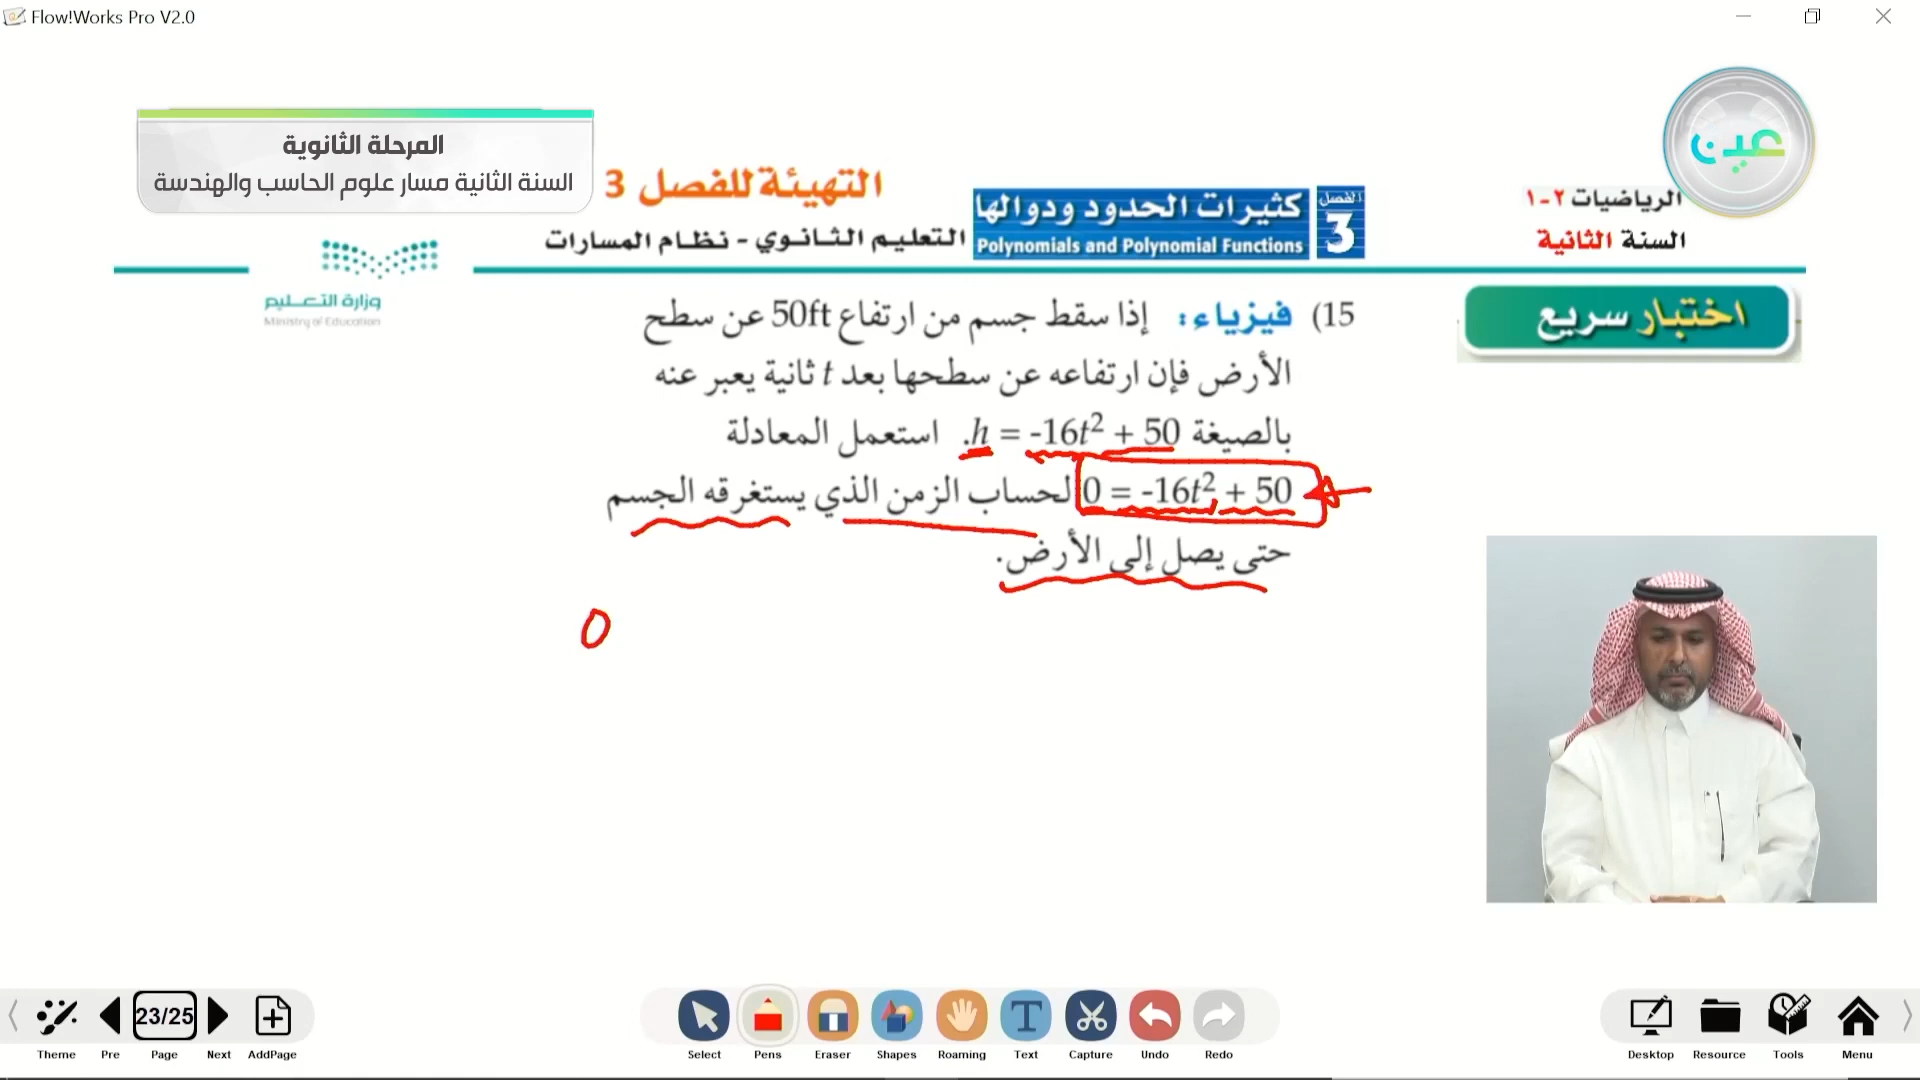 Flow!Works Pro V2.0
المرحلة الثانوية
السنة الثانية مسار علوم الحاسب والهندسة
عين
الرياضيات ٢-١
السنة الثانية
الفصل 3
كثيرات الحدود ودوالها
Polynomials and Polynomial Functions
التهيئة للفصل 3
التعليم الثانوي - نظام المسارات
وزارة التعليم
Ministry of Education
اختبار سريع
15) فيزياء: إذا سقط جسم من ارتفاع 50ft عن سطح
الأرض فإن ارتفاعه عن سطحها بعد t ثانية يعبر عنه
بالصيغة h = -16t² + 50. استعمل المعادلة
0 = -16t² + 50 لحساب الزمن الذي يستغرقه الجسم
حتى يصل إلى الأرض.
0
Theme
Pre
23/25
Page
Next
AddPage
Select
Pens
Eraser
Shapes
Roaming
T
Text
Capture
Undo
Redo
Desktop
Resource
Tools
Menu